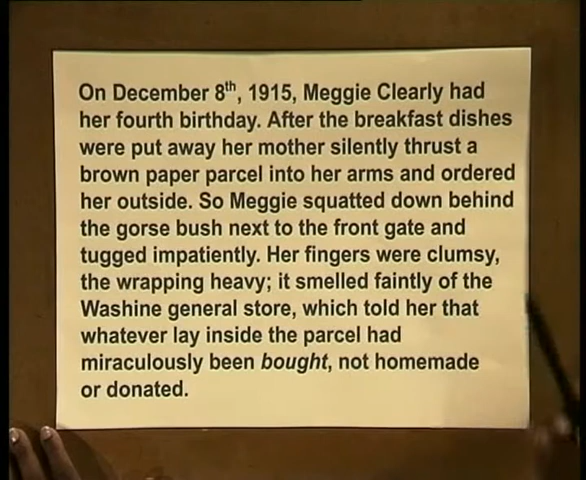 On December 8th, 1915, Meggie Clearly had
her fourth birthday. After the breakfast dishes
were put away her mother silently thrust a
brown paper parcel into her arms and ordered
her outside. So Meggie squatted down behind
the gorse bush next to the front gate and
tugged impatiently. Her fingers were clumsy,
the wrapping heavy; it smelled faintly of the
Washine general store, which told her that
whatever lay inside the parcel had
miraculously been bought, not homemade
or donated.